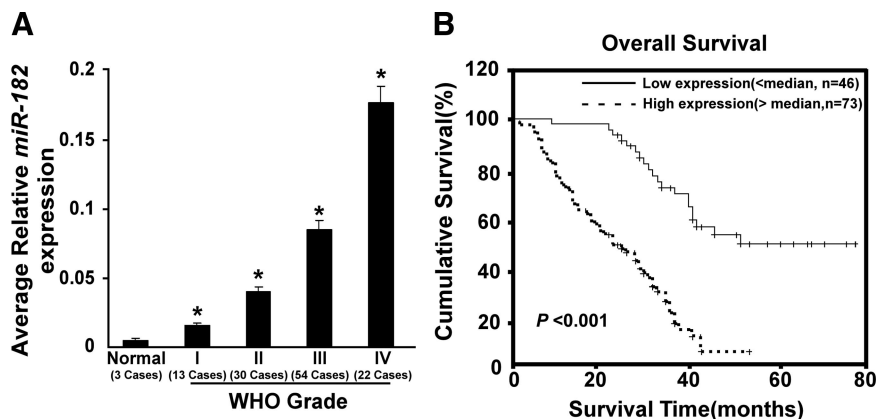 A
Average Relative miR-182
expression
0.2
0.15
0.1
0.05
0
* * * *
Normal I II III IV
(3 Cases) (13 Cases) (30 Cases) (54 Cases) (22 Cases)
WHO Grade
B
Overall Survival
Cumulative Survival(%)
120
100
80
60
40
20
0
Low expression(<median, n=46)
High expression(> median,n=73)
P <0.001
0 20 40 60 80
Survival Time(months)